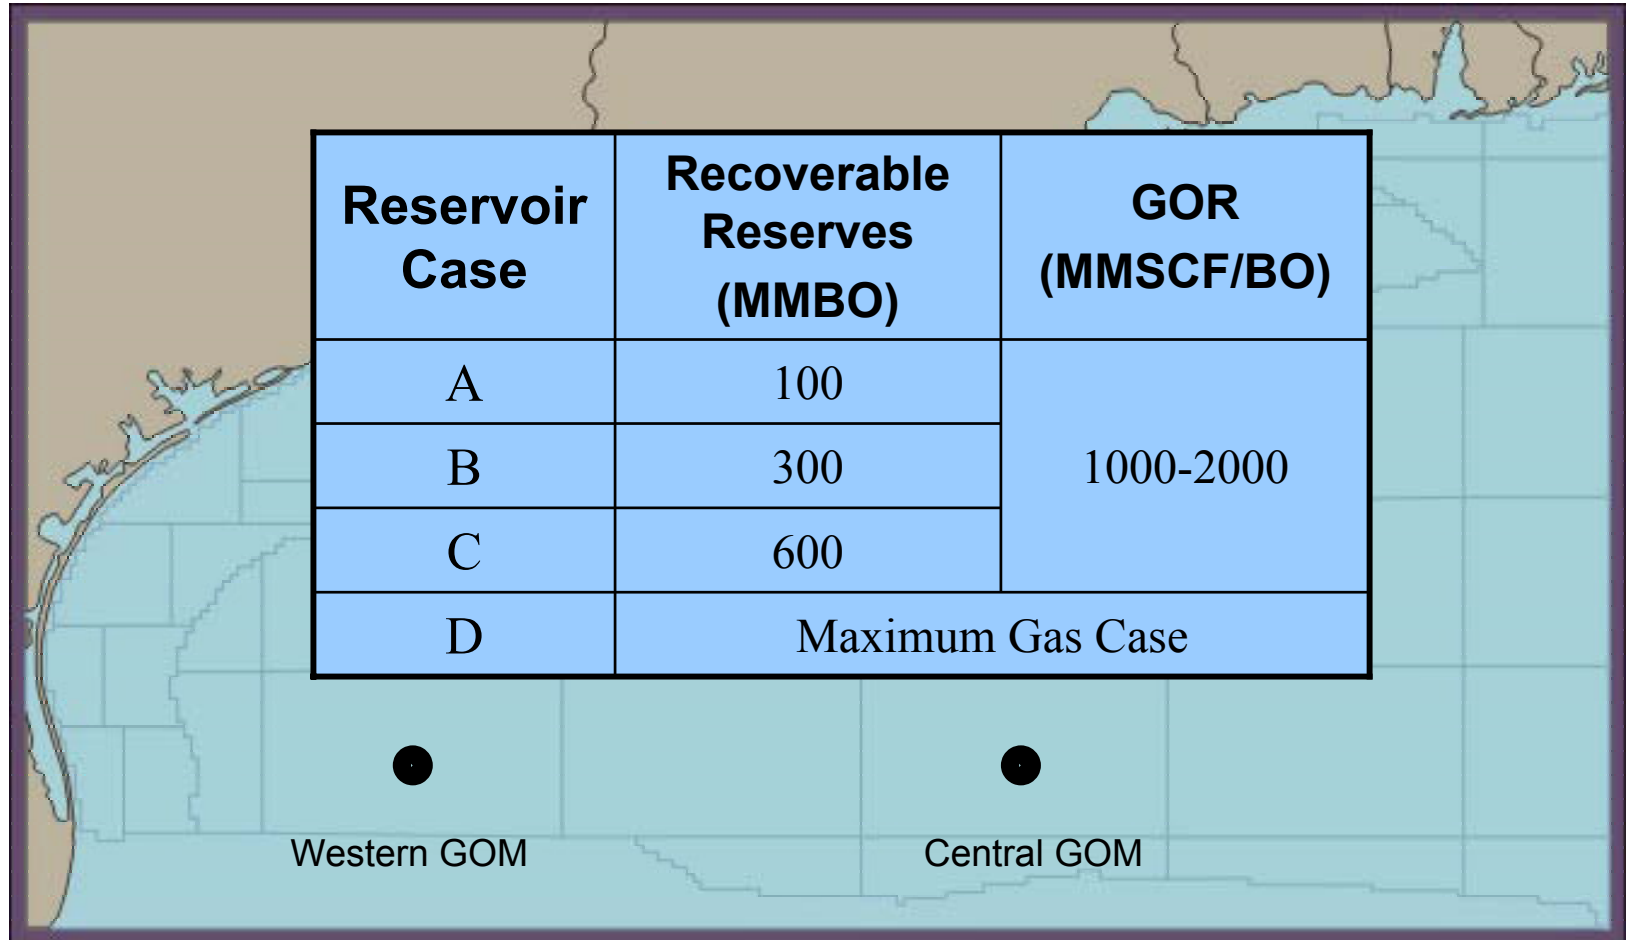 Reservoir
Case
Recoverable
Reserves
(MMBO)
GOR
(MMSCF/BO)
A
100
1000-2000
B
300
C
600
D
Maximum Gas Case
Western GOM
Central GOM